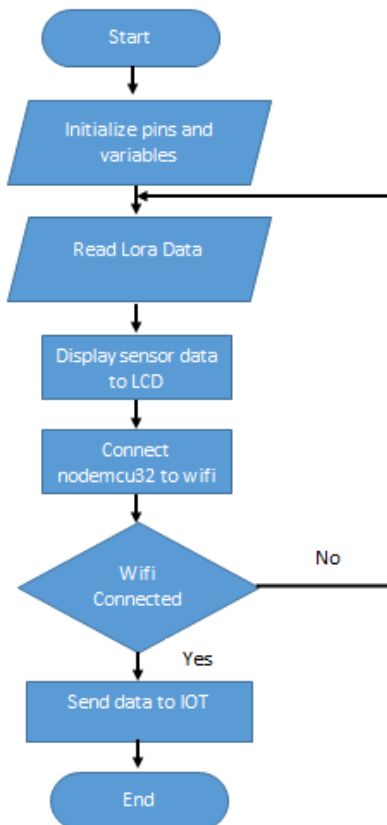 Start
Initialize pins and
variables
Read Lora Data
Display sensor data
to LCD
Connect
nodemcu32 to wifi
Wifi
Connected
No
Yes
Send data to IOT
End